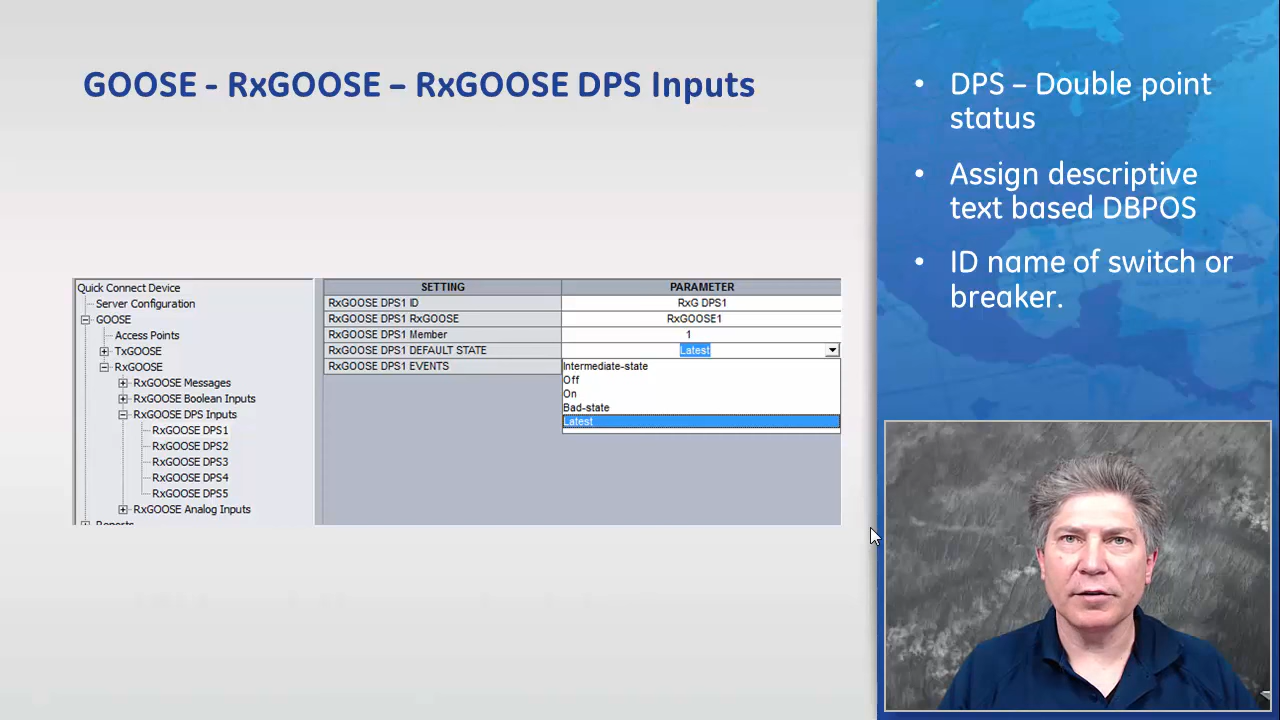 GOOSE - RxGOOSE – RxGOOSE DPS Inputs
• DPS – Double point
status
• Assign descriptive
text based DBPOS
• ID name of switch or
breaker.
Quick Connect Device
Server Configuration
GOOSE
Access Points
TxGOOSE
RxGOOSE
RxGOOSE Messages
RxGOOSE Boolean Inputs
RxGOOSE DPS Inputs
RxGOOSE DPS1
RxGOOSE DPS2
RxGOOSE DPS3
RxGOOSE DPS4
RxGOOSE DPS5
RxGOOSE Analog Inputs
Reports
SETTING PARAMETER
RxGOOSE DPS1 ID RxG DPS1
RxGOOSE DPS1 RxGOOSE RxGOOSE1
RxGOOSE DPS1 Member 1
RxGOOSE DPS1 DEFAULT STATE Latest
RxGOOSE DPS1 EVENTS
Intermediate-state
Off
On
Bad-state
Latest